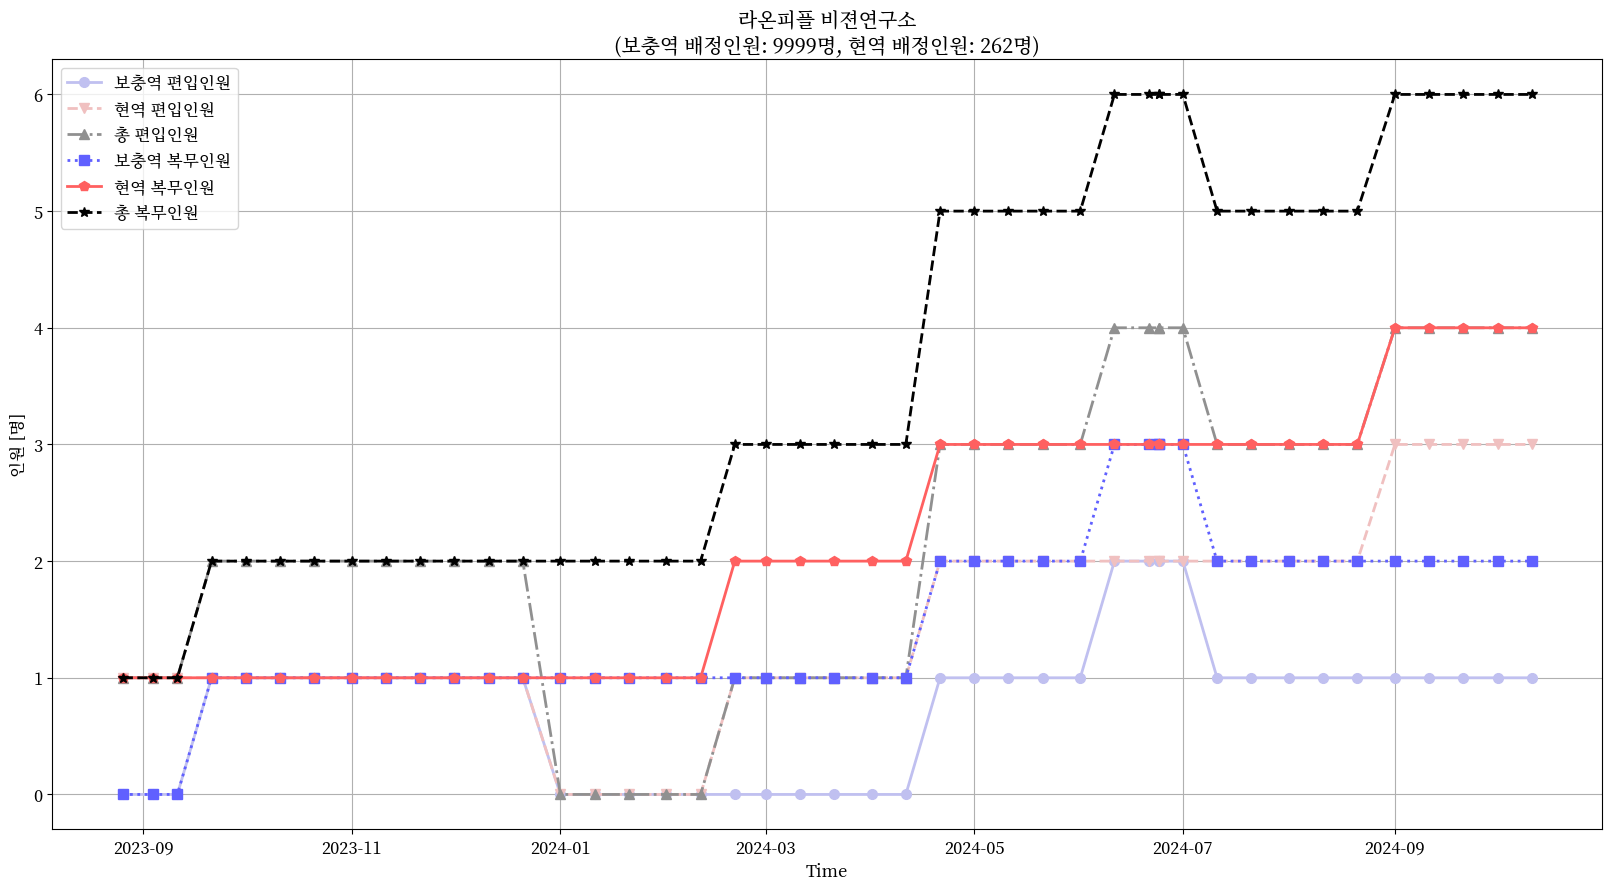 라온피플 비젼연구소
(보충역 배정인원: 9999명, 현역 배정인원: 262명)
보충역 편입인원
현역 편입인원
총 편입인원
보충역 복무인원
현역 복무인원
총 복무인원
인원 [명]
6
5
4
3
2
1
0
2023-09
2023-11
2024-01
2024-03
2024-05
2024-07
2024-09
Time